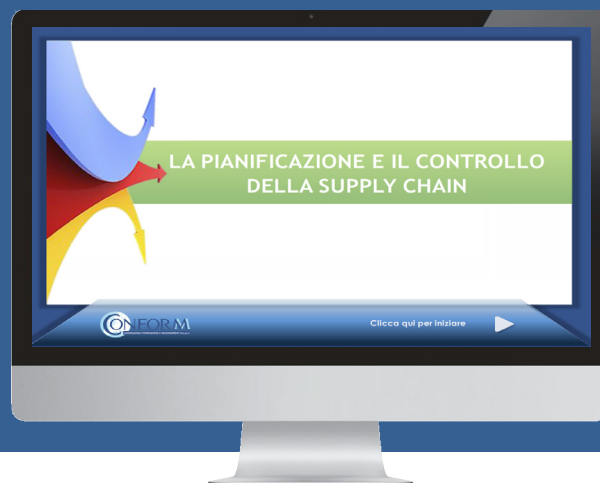 LA PIANIFICAZIONE E IL CONTROLLO
DELLA SUPPLY CHAIN
CONFORM
Clicca qui per iniziare